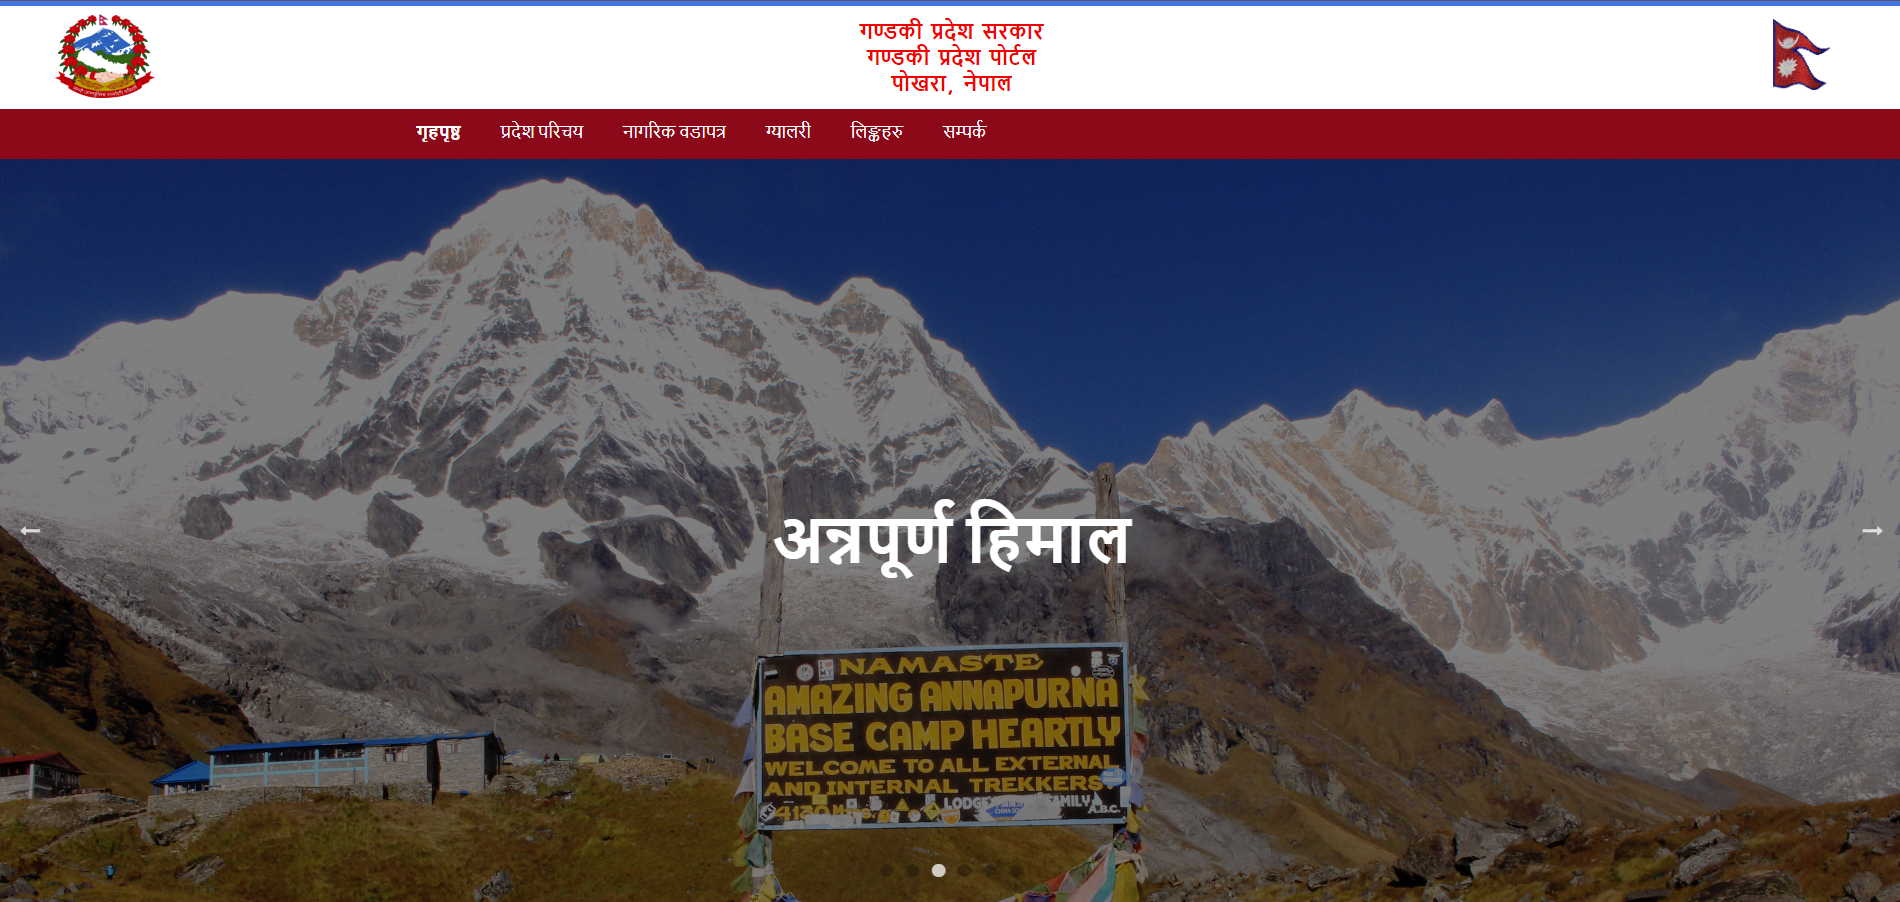 गण्डकी प्रदेश सरकार
गण्डकी प्रदेश पोर्टल
पोखरा, नेपाल
गृहपृष्ठ प्रदेश परिचय नागरिक वडापत्र ग्यालरी लिङ्कहरु सम्पर्क
अन्नपूर्ण हिमाल
NAMASTE
AMAZING ANNAPURNA
BASE CAMP HEARTLY
WELCOME TO ALL EXTERNAL
AND INTERNAL TREKKERS
4130
LODGE FAMILY
A.B.C.